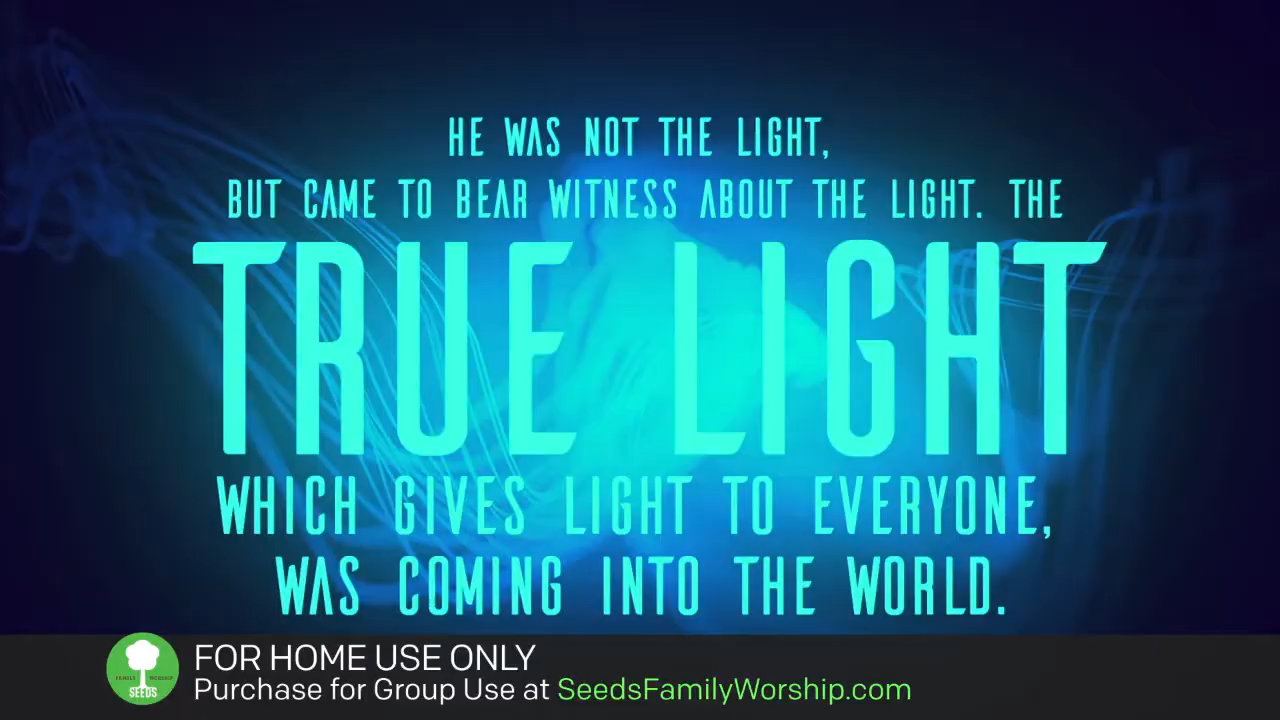 HE WAS NOT THE LIGHT,
BUT CAME TO BEAR WITNESS ABOUT THE LIGHT. THE
TRUE LIGHT
WHICH GIVES LIGHT TO EVERYONE,
WAS COMING INTO THE WORLD.
FOR HOME USE ONLY
Purchase for Group Use at SeedsFamilyWorship.com
FAMILY WORSHIP
SEEDS